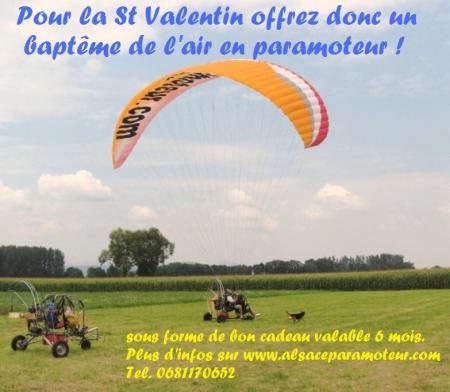 Pour la St Valentin offrez donc un
baptême de l'air en paramoteur !
.com
sous forme de bon cadeau valable 6 mois.
Plus d'infos sur www.alsaceparamoteur.com
Tel. 0681170652